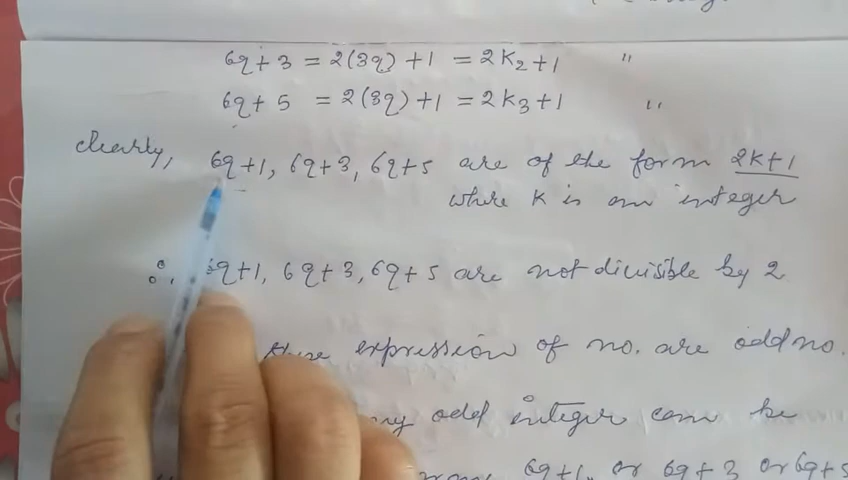 6q + 3 = 2(3q) + 1 = 2K₂ + 1 "
6q + 5 = 2(3q) + 1 = 2K₃ + 1 "
Clearly, 6q+1, 6q+3, 6q+5 are of the form 2k+1
where K is an integer
∴ q+1, 6q+3, 6q+5 are not divisible by 2
these expression of no. are odd no.
any odd integer can be
6q+1, or 6q+3 or 6q+5